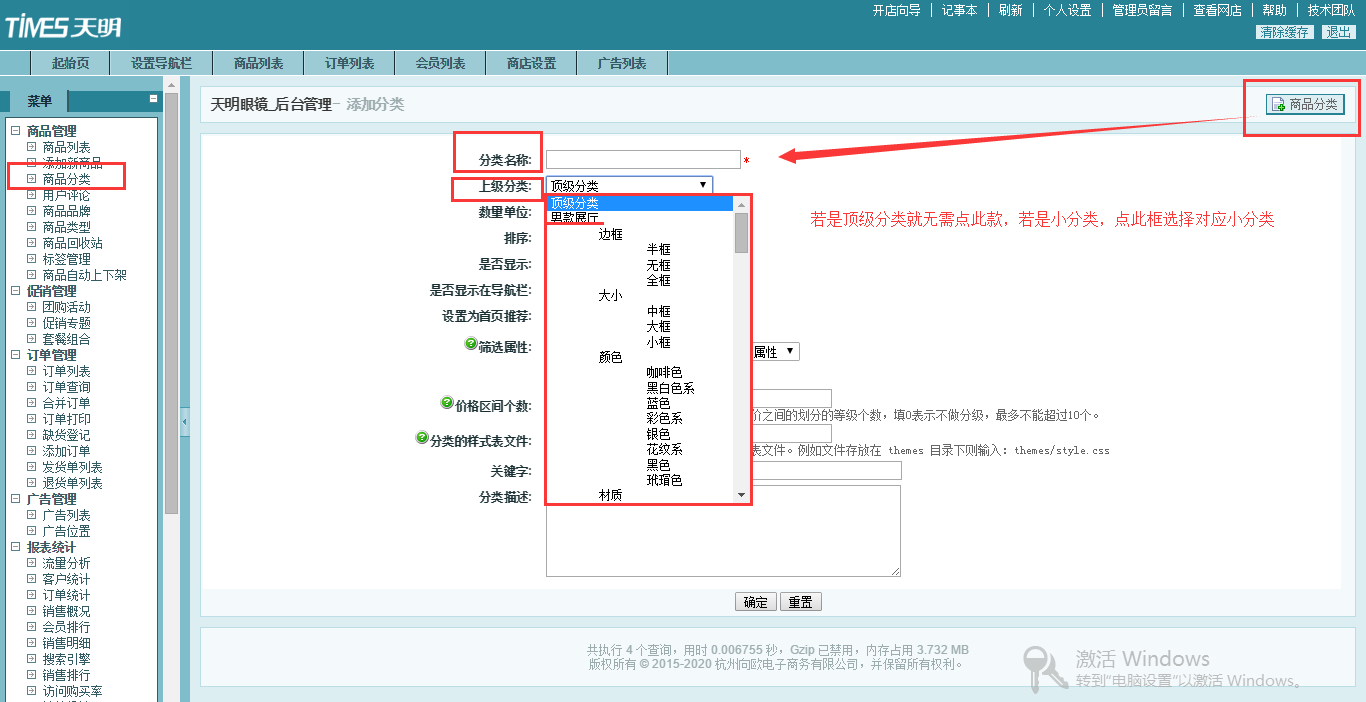 TIMES 天明
开店向导 记事本 刷新 个人设置 管理员留言 查看网店 帮助 技术团队
清除缓存 退出
起始页 设置导航栏 商品列表 订单列表 会员列表 商店设置 广告列表
菜单
商品管理
商品列表
添加新商品
商品分类
用户评论
商品品牌
商品类型
商品回收站
标签管理
商品自动上下架
促销管理
团购活动
促销专题
套餐组合
订单管理
订单列表
订单查询
合并订单
订单打印
缺货登记
添加订单
发货单列表
退货单列表
广告管理
广告列表
广告位置
报表统计
流量分析
客户统计
订单统计
销售概况
会员排行
销售明细
搜索引擎
销售排行
访问购买率
天明眼镜_后台管理- 添加分类
商品分类
分类名称: *
上级分类: 顶级分类
顶级分类
男款展厅
边框
半框
无框
全框
大小
中框
大框
小框
颜色
咖啡色
黑白色系
蓝色
彩色系
银色
花纹系
黑色
玳瑁色
材质
若是顶级分类就无需点此款，若是小分类，点此框选择对应小分类
数量单位:
排序:
是否显示:
是否显示在导航栏:
设置为首页推荐:
筛选属性: 属性
价格区间个数:
价之间的划分的等级个数，填0表示不做分级，最多不能超过10个。
分类的样式表文件:
表文件。例如文件存放在 themes 目录下则输入: themes/style.css
关键字:
分类描述:
确定 重置
共执行 4 个查询，用时 0.006755 秒，Gzip 已禁用，内存占用 3.732 MB
版权所有 © 2015-2020 杭州向欧电子商务有限公司，并保留所有权利。
激活 Windows
转到“电脑设置”以激活 Windows。